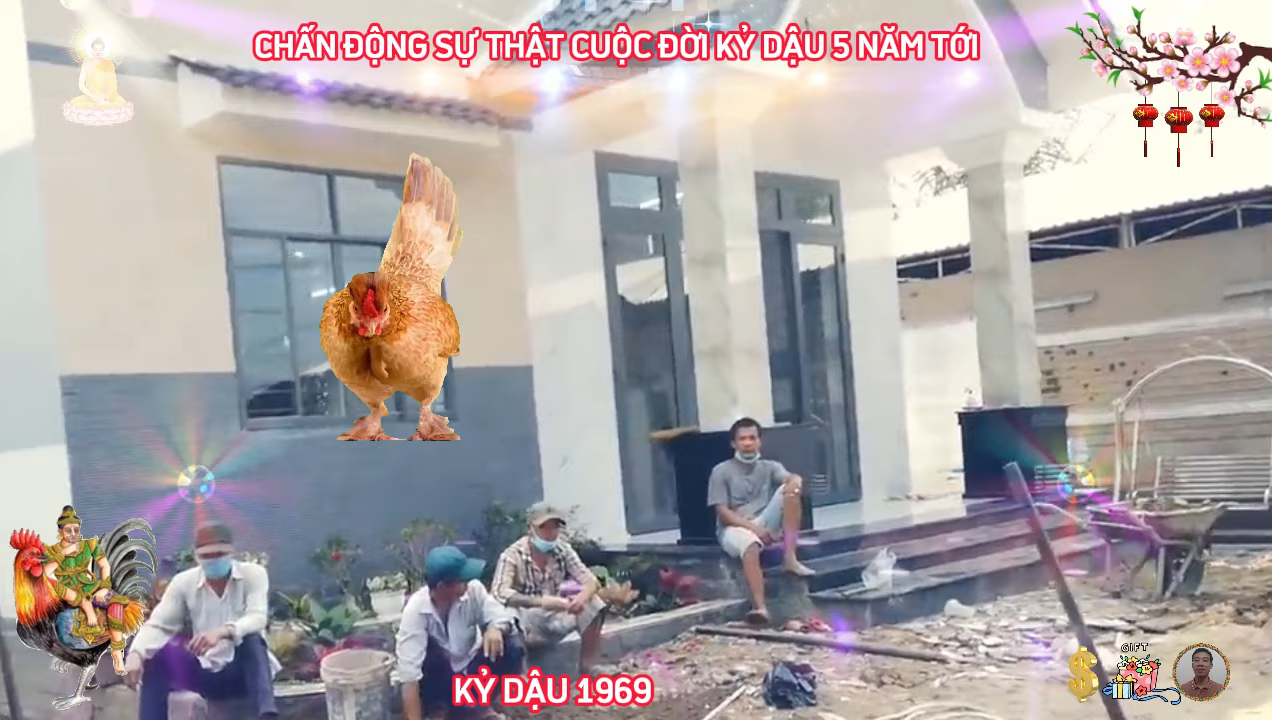 CHẤN ĐỘNG SỰ THẬT CUỘC ĐỜI KỶ DẬU 5 NĂM TỚI
GIFT
KỶ DẬU 1969